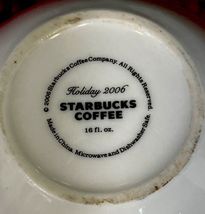 © 2005 Starbucks Coffee Company. All Rights Reserved.
Holiday 2006
STARBUCKS
COFFEE
16 fl. oz.
Made in China. Microwave and Dishwasher Safe.